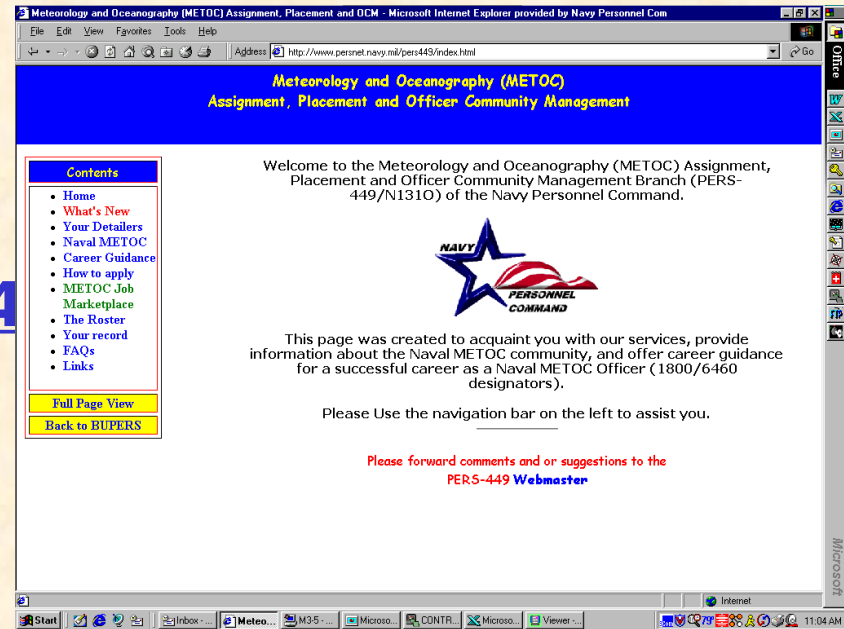 Meteorology and Oceanography (METOC) Assignment, Placement and OCM - Microsoft Internet Explorer provided by Navy Personnel Com
File Edit View Favorites Tools Help
Address http://www.persnet.navy.mil/pers449/index.html Go
Meteorology and Oceanography (METOC)
Assignment, Placement and Officer Community Management
Contents
Home
What's New
Your Detailers
Naval METOC
Career Guidance
How to apply
METOC Job
Marketplace
The Roster
Your record
FAQs
Links
Full Page View
Back to BUPERS
4
Welcome to the Meteorology and Oceanography (METOC) Assignment,
Placement and Officer Community Management Branch (PERS-
449/N131O) of the Navy Personnel Command.
NAVY
PERSONNEL
COMMAND
This page was created to acquaint you with our services, provide
information about the Naval METOC community, and offer career guidance
for a successful career as a Naval METOC Officer (1800/6460
designators).
Please Use the navigation bar on the left to assist you.
Please forward comments and or suggestions to the
PERS-449 Webmaster
Office
Microsoft
Internet
Start Inbox - ... Meteo... M3-5 - ... Microso... CONTR... Microso... Viewer -... 79° 11:04 AM